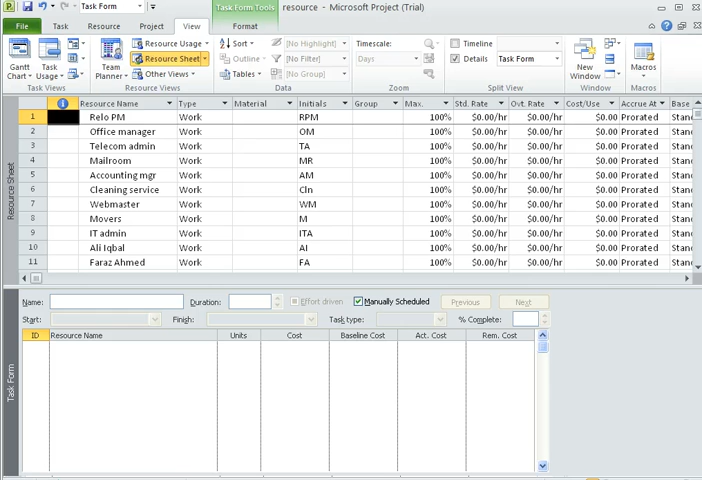 Task Form
Task Form Tools
resource - Microsoft Project (Trial)
File Task Resource Project View Format
Gantt Chart
Task Usage
Task Views
Team Planner
Resource Usage
Resource Sheet
Other Views
Resource Views
Sort
Outline
Tables
[No Highlight]
[No Filter]
[No Group]
Data
Timescale:
Days
Zoom
Timeline
Details Task Form
Split View
New Window
Window
Macros
Macros
Resource Name Type Material Initials Group Max. Std. Rate Ovt. Rate Cost/Use Accrue At Base
1 Relo PM Work RPM 100% $0.00/hr $0.00/hr $0.00 Prorated Stand
2 Office manager Work OM 100% $0.00/hr $0.00/hr $0.00 Prorated Stand
3 Telecom admin Work TA 100% $0.00/hr $0.00/hr $0.00 Prorated Stand
4 Mailroom Work MR 100% $0.00/hr $0.00/hr $0.00 Prorated Stand
5 Accounting mgr Work AM 100% $0.00/hr $0.00/hr $0.00 Prorated Stand
6 Cleaning service Work Cln 100% $0.00/hr $0.00/hr $0.00 Prorated Stand
7 Webmaster Work WM 100% $0.00/hr $0.00/hr $0.00 Prorated Stand
8 Movers Work M 100% $0.00/hr $0.00/hr $0.00 Prorated Stand
9 IT admin Work ITA 100% $0.00/hr $0.00/hr $0.00 Prorated Stand
10 Ali Iqbal Work AI 100% $0.00/hr $0.00/hr $0.00 Prorated Stand
11 Faraz Ahmed Work FA 100% $0.00/hr $0.00/hr $0.00 Prorated Stand
Resource Sheet
Name: Duration: Effort driven Manually Scheduled Previous Next
Start: Finish: Task type: % Complete:
ID Resource Name Units Cost Baseline Cost Act. Cost Rem. Cost
Task Form